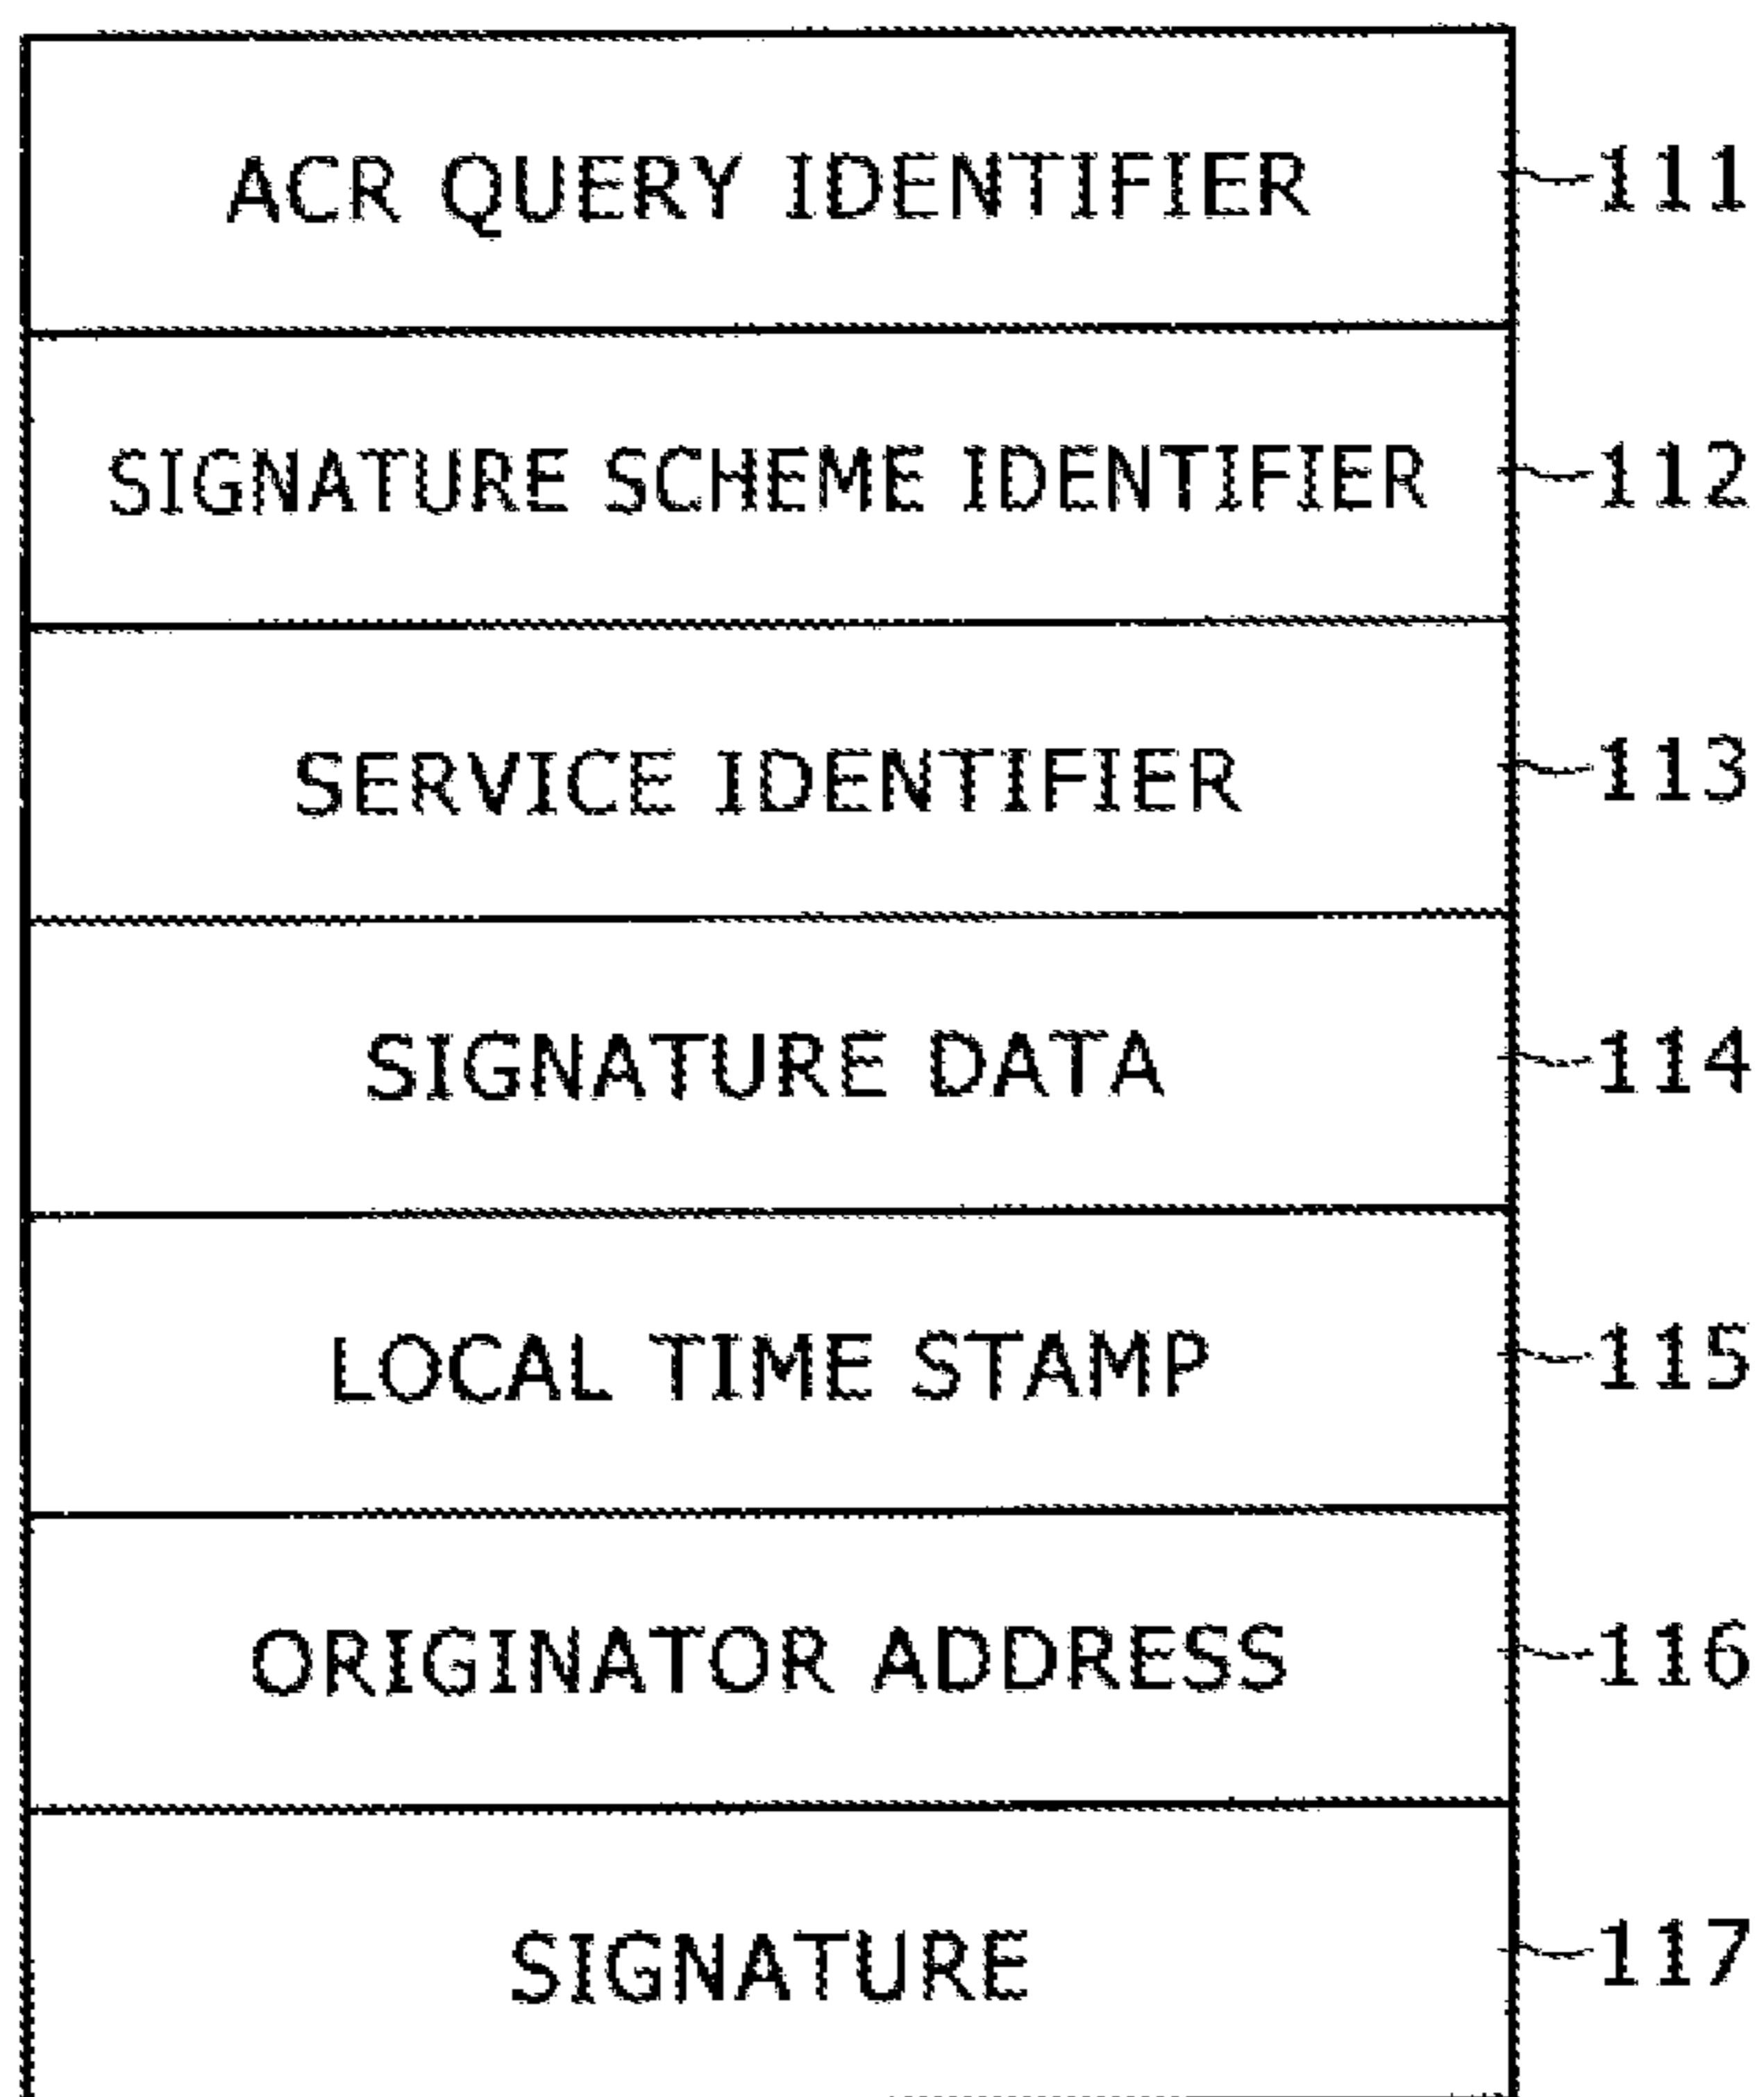 ACR QUERY IDENTIFIER 111
SIGNATURE SCHEME IDENTIFIER 112
SERVICE IDENTIFIER 113
SIGNATURE DATA 114
LOCAL TIME STAMP 115
ORIGINATOR ADDRESS 116
SIGNATURE 117